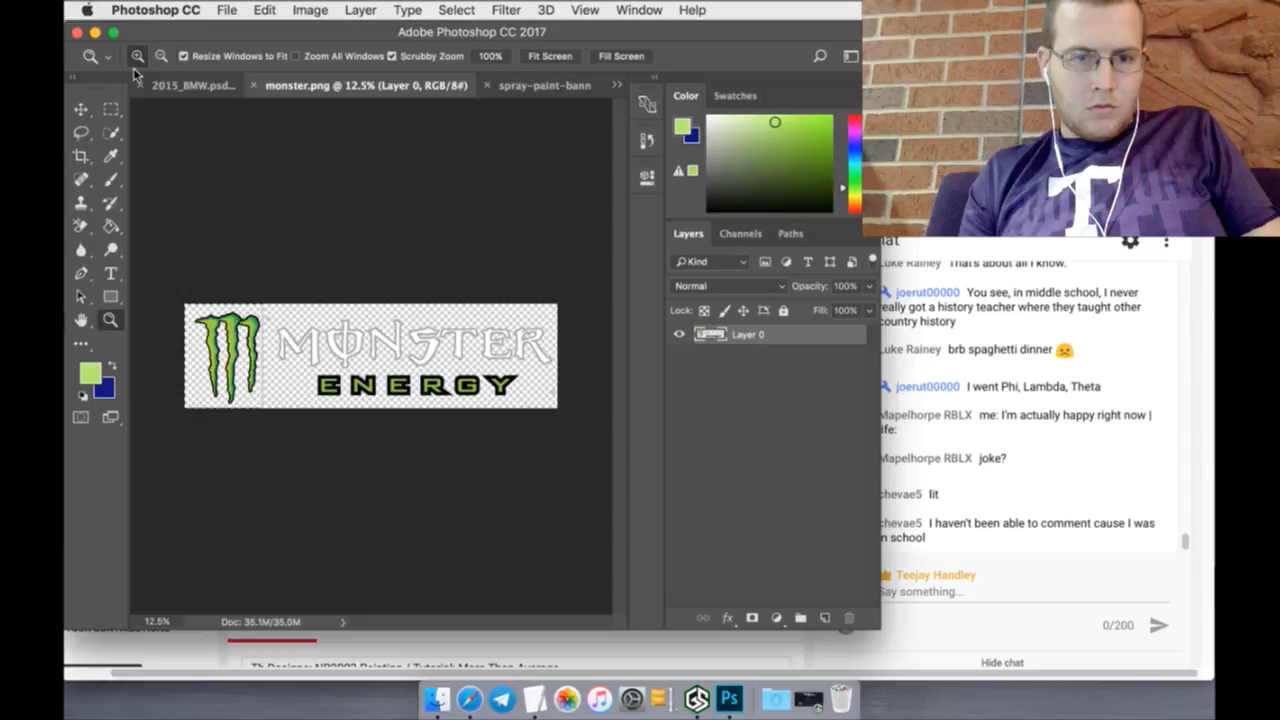 Photoshop CC File Edit Image Layer Type Select Filter 3D View Window Help
Adobe Photoshop CC 2017
Resize Windows to Fit Zoom All Windows Scrubby Zoom 100% Fit Screen Fill Screen
2015_BMW.psd... monster.png @ 12.5% (Layer 0, RGB/8#) spray-paint-bann
Color Swatches
Layers Channels Paths
Kind
Normal Opacity: 100%
Lock: Fill: 100%
Layer 0
MONSTER
ENERGY
12.5% Doc: 35.1M/35.0M
T
Luke Rainey That's about all I know.
joerut00000 You see, in middle school, I never
really got a history teacher where they taught other
country history
Luke Rainey brb spaghetti dinner
joerut00000 I went Phi, Lambda, Theta
Mapelhorpe RBLX me: I'm actually happy right now |
life:
Mapelhorpe RBLX joke?
chevae5 lit
chevae5 I haven't been able to comment cause I was
in school
Teejay Handley
Say something...
0/200
Hide chat
Ps